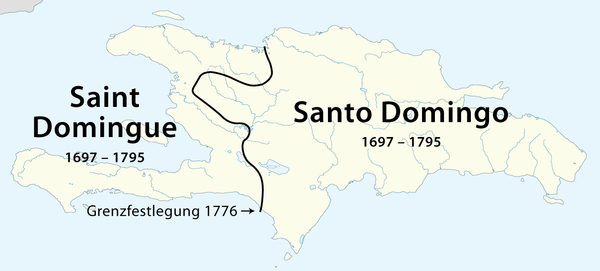 Saint
Domingue
1697 – 1795
Santo Domingo
1697 – 1795
Grenzfestlegung 1776